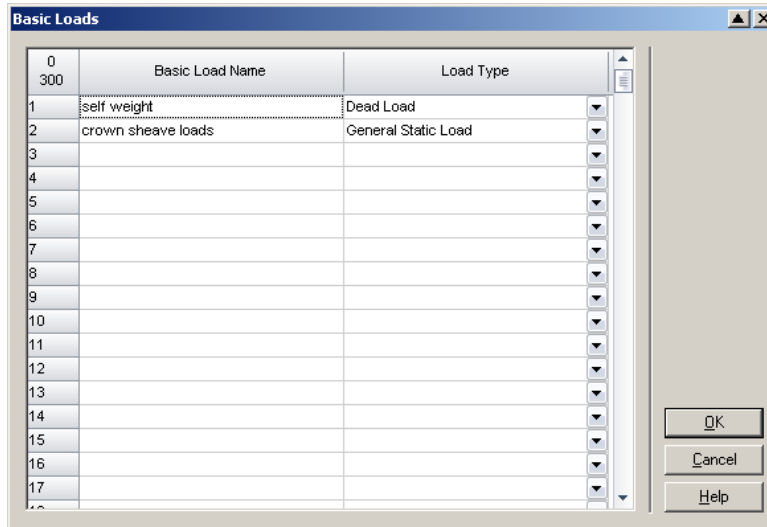 Basic Loads
0
300
Basic Load Name
Load Type
1 self weight Dead Load
2 crown sheave loads General Static Load
3
4
5
6
7
8
9
10
11
12
13
14
15
16
17
OK
Cancel
Help